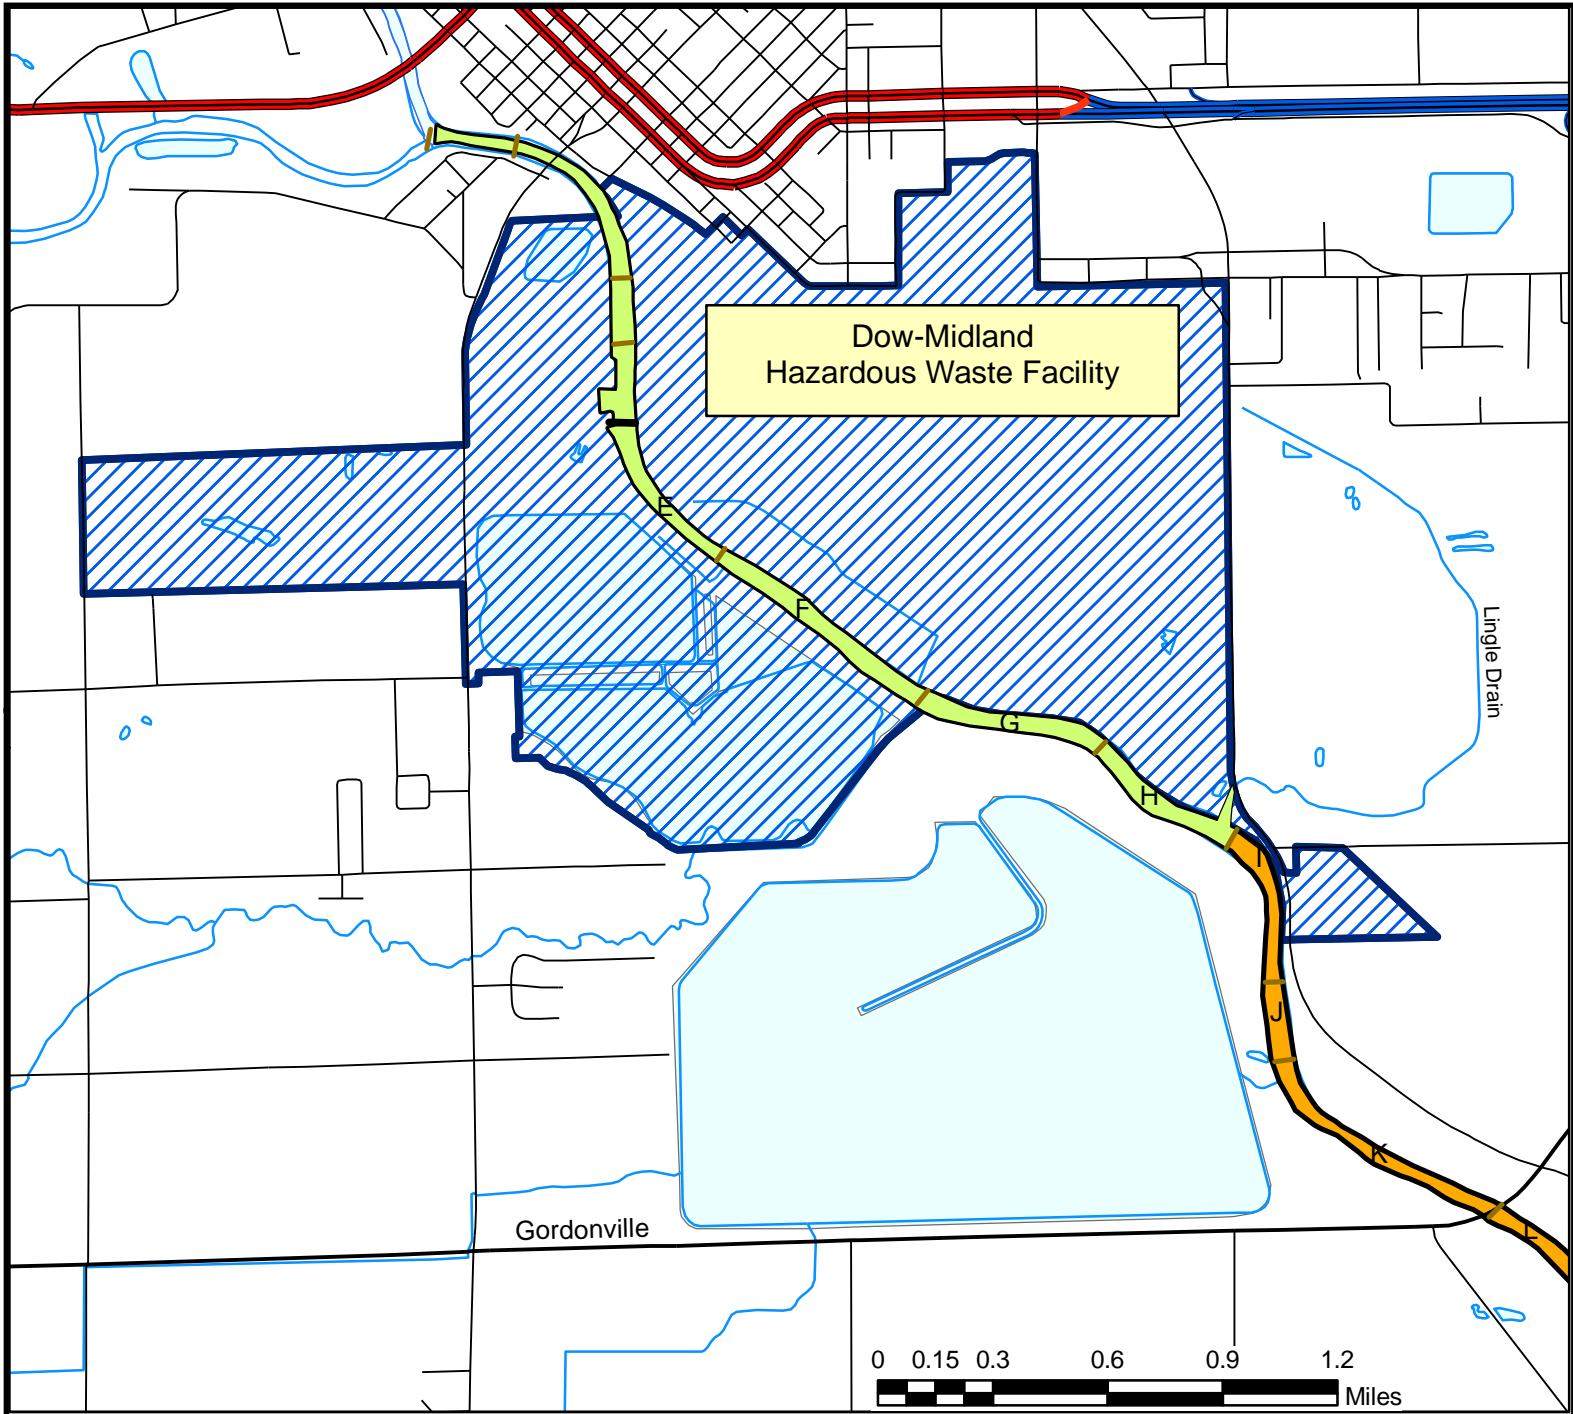 Dow-Midland
Hazardous Waste Facility
E
F
G
H
I
J
K
L
Lingle Drain
Gordonville
0 0.15 0.3 0.6 0.9 1.2
Miles